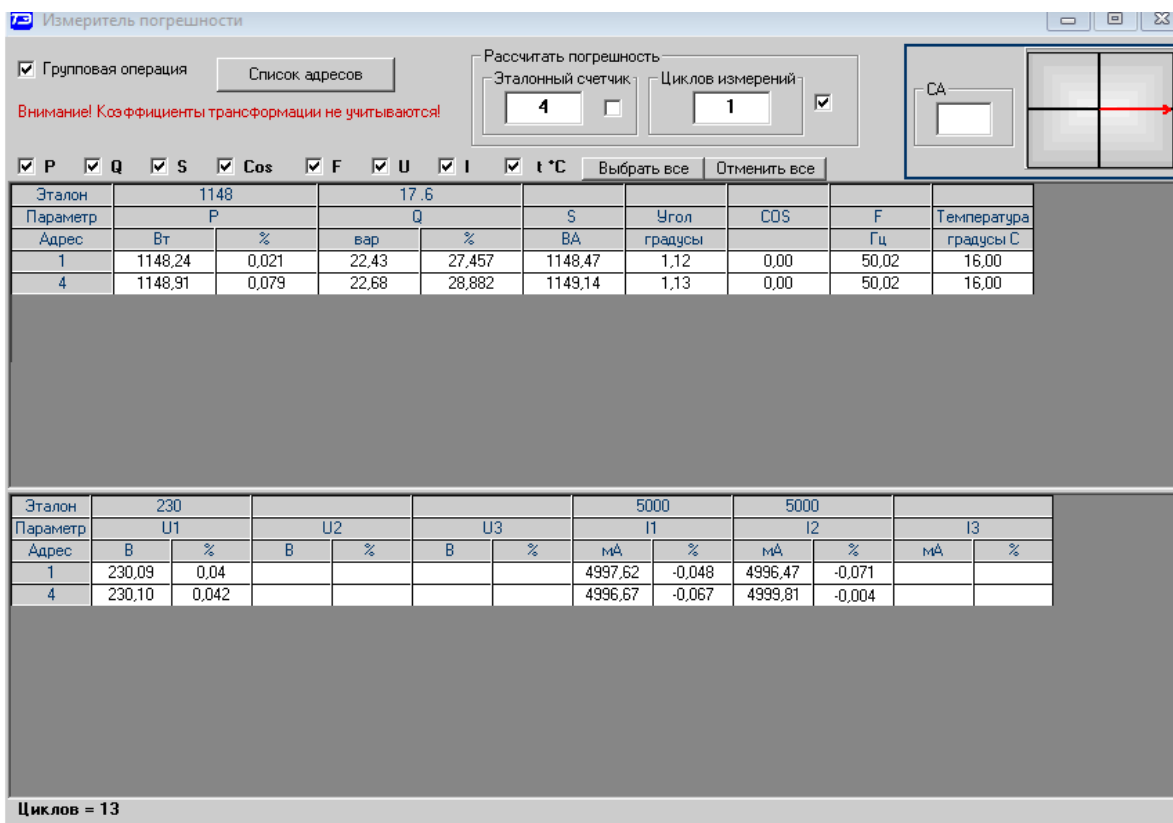 ТЭ Измеритель погрешности
Групповая операция
Список адресов
Рассчитать погрешность
Эталонный счетчик
Циклов измерений
4
1
СА
Внимание! Коэффициенты трансформации не учитываются!
P Q S Cos F U I t °C Выбрать все Отменить все
Эталон 1148 17.6
Параметр P Q S Угол COS F Температура
Адрес Вт % вар % ВА градусы Гц градусы С
1 1148,24 0,021 22,43 27,457 1148,47 1,12 0,00 50,02 16,00
4 1148,91 0,079 22,68 28,882 1149,14 1,13 0,00 50,02 16,00
Эталон 230 5000 5000
Параметр U1 U2 U3 I1 I2 I3
Адрес В % В % В % мА % мА % мА %
1 230,09 0,04 4997,62 -0,048 4996,47 -0,071
4 230,10 0,042 4996,67 -0,067 4999,81 -0,004
Циклов = 13